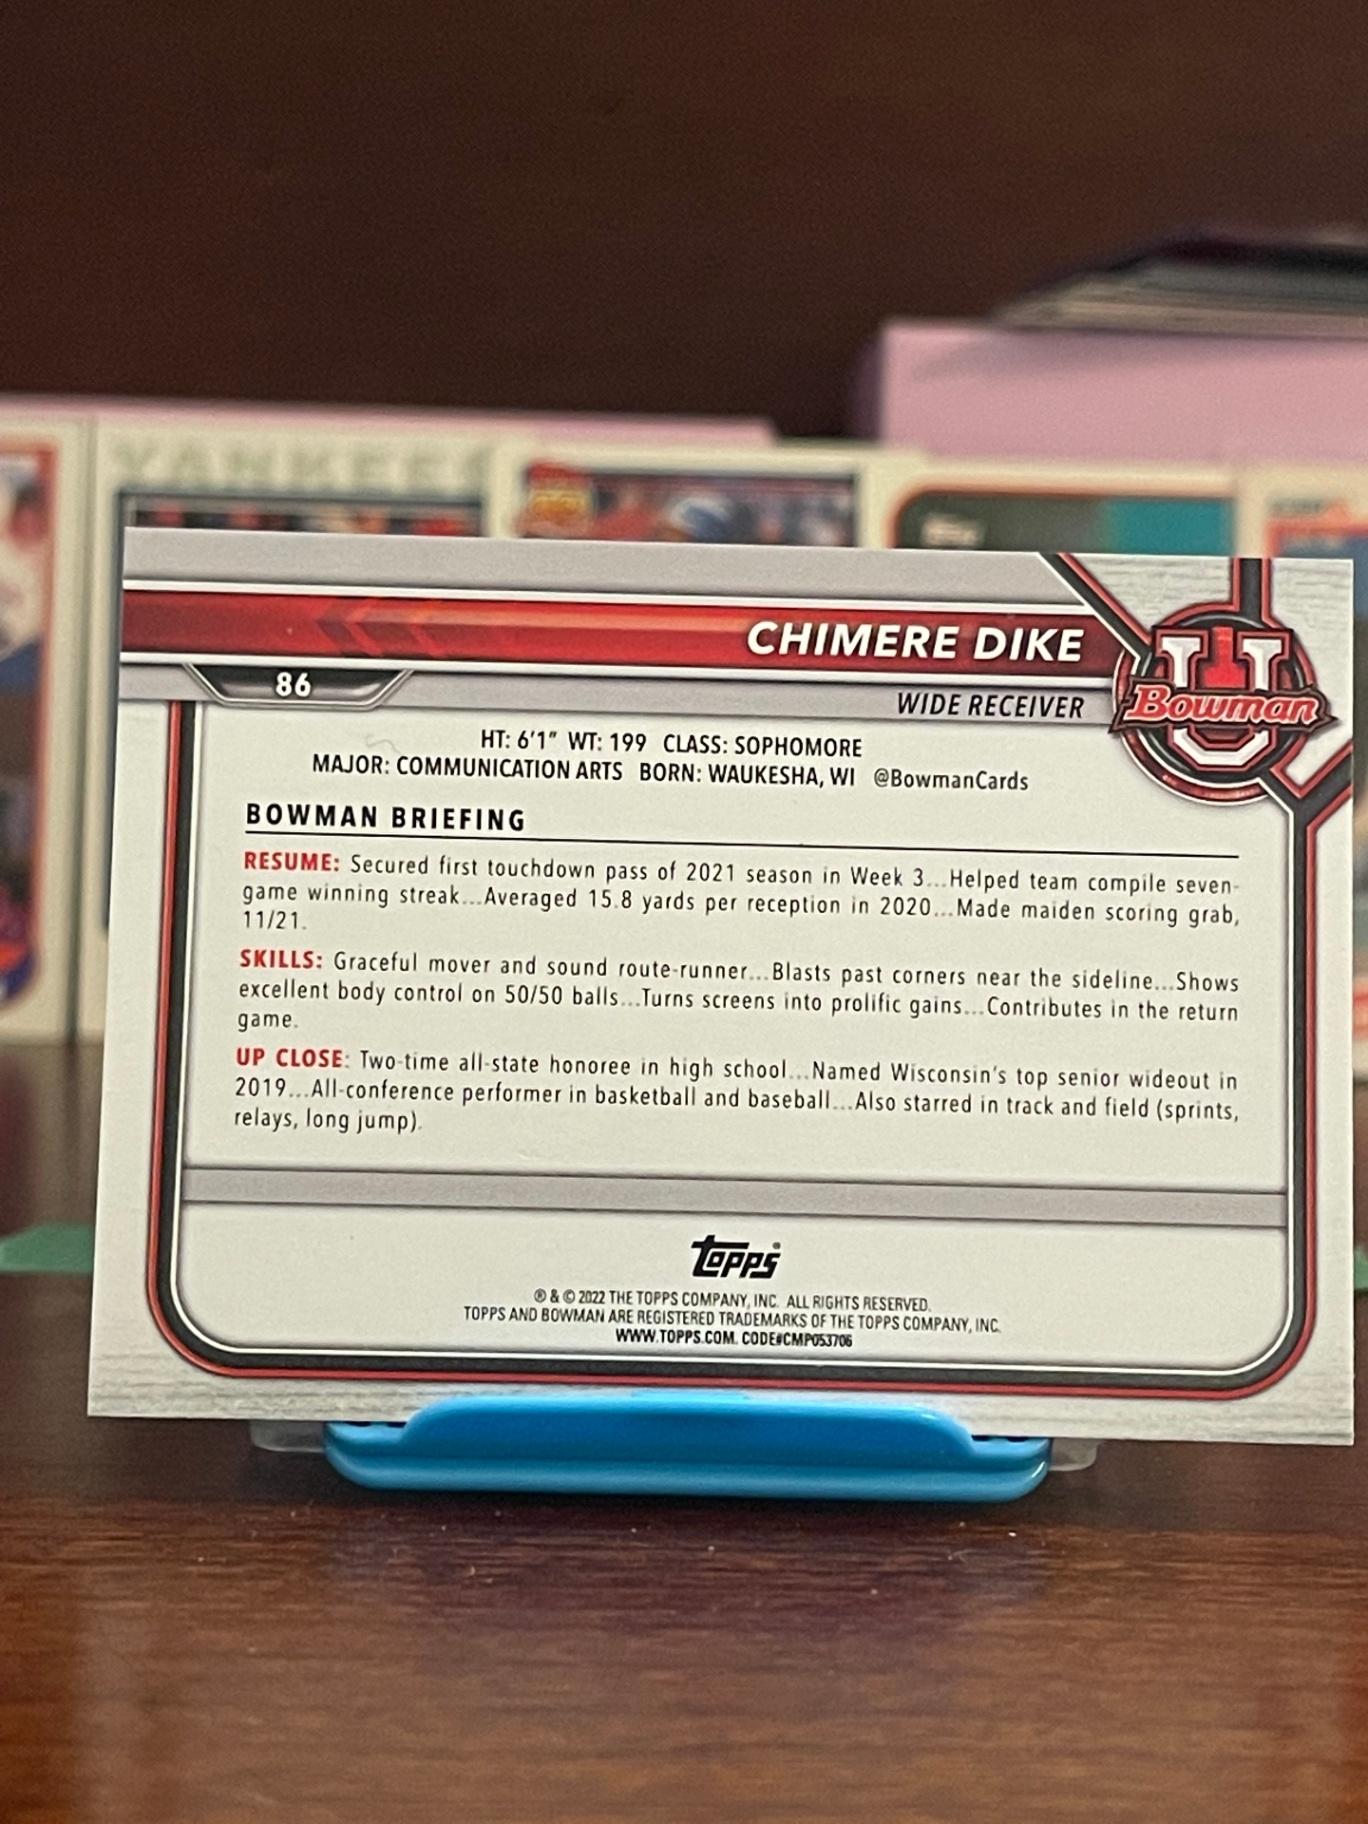 YANKEES
CHIMERE DIKE
86
WIDE RECEIVER
U
Bowman
HT: 6'1" WT: 199 CLASS: SOPHOMORE
MAJOR: COMMUNICATION ARTS BORN: WAUKESHA, WI @BowmanCards
BOWMAN BRIEFING
RESUME: Secured first touchdown pass of 2021 season in Week 3...Helped team compile seven-
game winning streak...Averaged 15.8 yards per reception in 2020...Made maiden scoring grab,
11/21.
SKILLS: Graceful mover and sound route-runner...Blasts past corners near the sideline...Shows
excellent body control on 50/50 balls...Turns screens into prolific gains...Contributes in the return
game.
UP CLOSE: Two-time all-state honoree in high school...Named Wisconsin's top senior wideout in
2019...All-conference performer in basketball and baseball...Also starred in track and field (sprints,
relays, long jump).
Topps®
® & © 2022 THE TOPPS COMPANY, INC. ALL RIGHTS RESERVED.
TOPPS AND BOWMAN ARE REGISTERED TRADEMARKS OF THE TOPPS COMPANY, INC.
WWW.TOPPS.COM. CODE#CMP053706